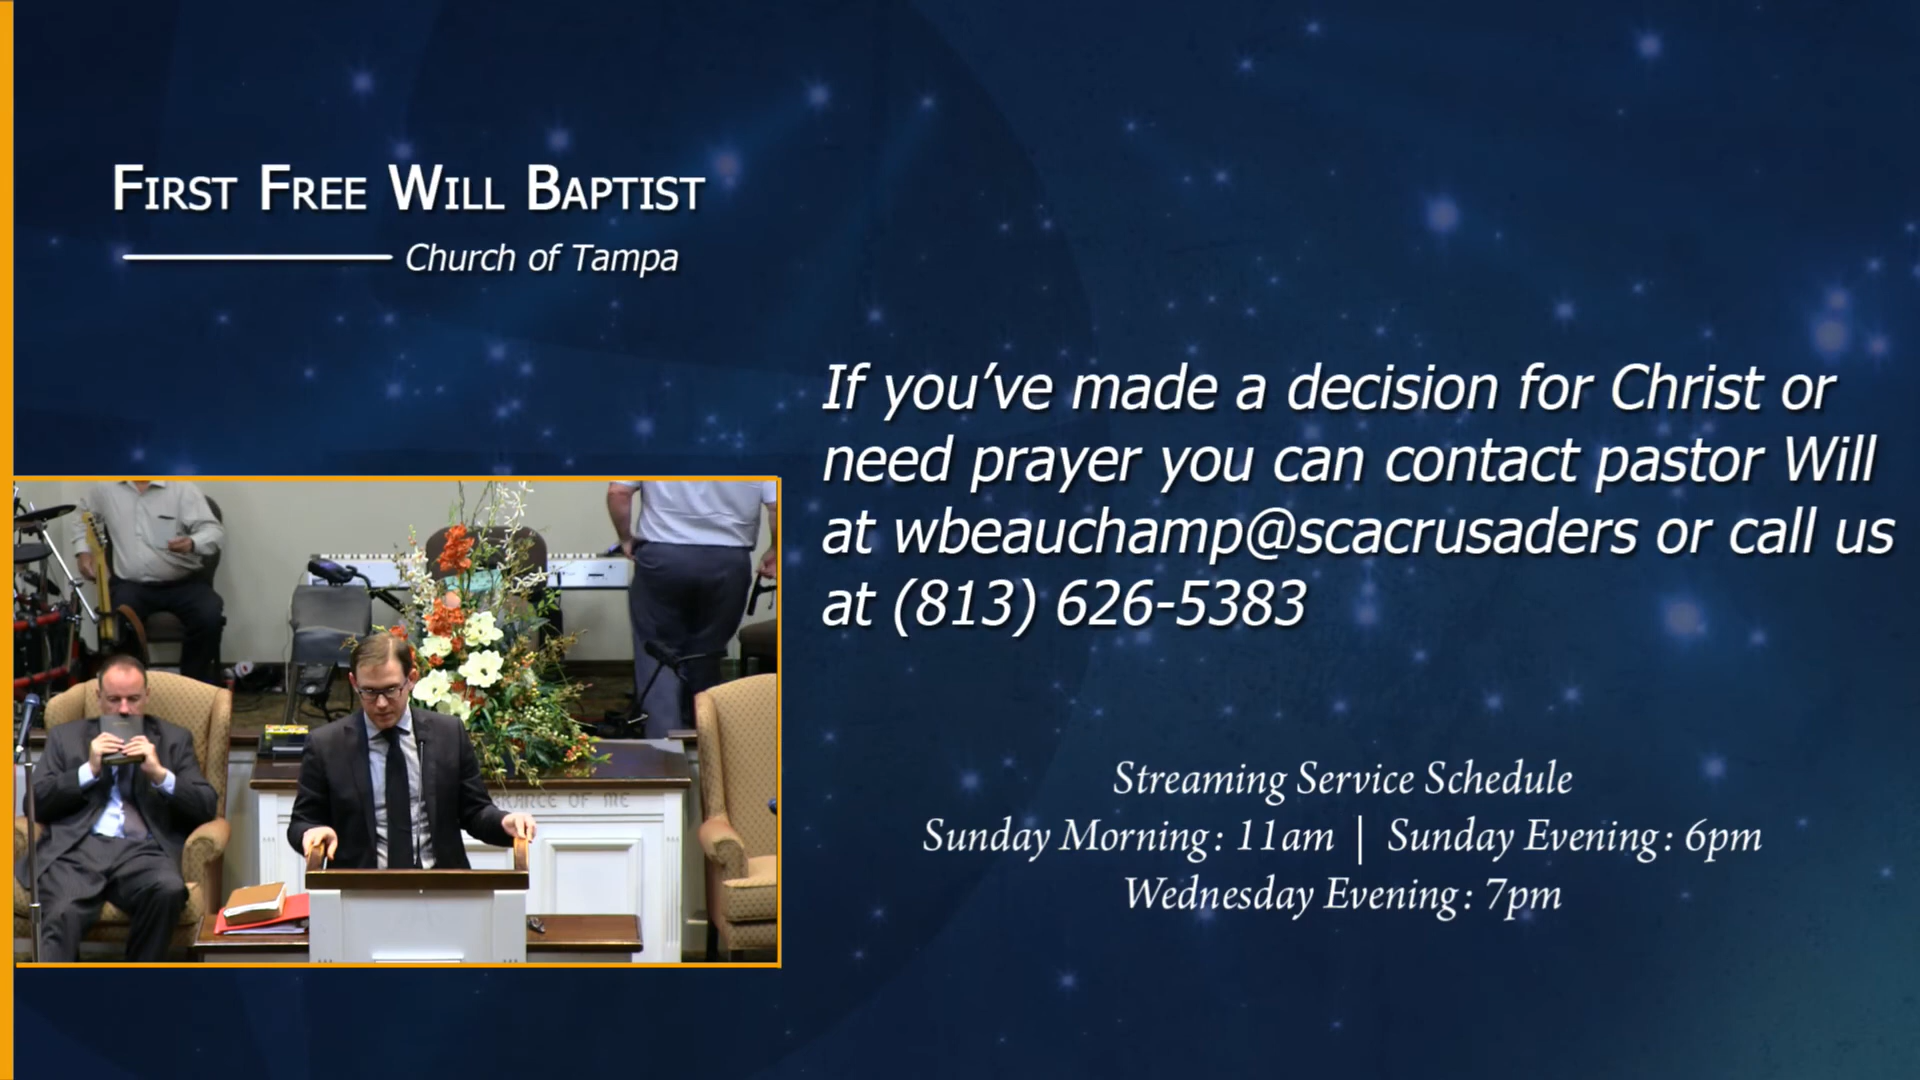 First Free Will Baptist
Church of Tampa
If you've made a decision for Christ or
need prayer you can contact pastor Will
at wbeauchamp@scacrusaders or call us
at (813) 626-5383
OF ME
Streaming Service Schedule
Sunday Morning: 11am | Sunday Evening: 6pm
Wednesday Evening: 7pm